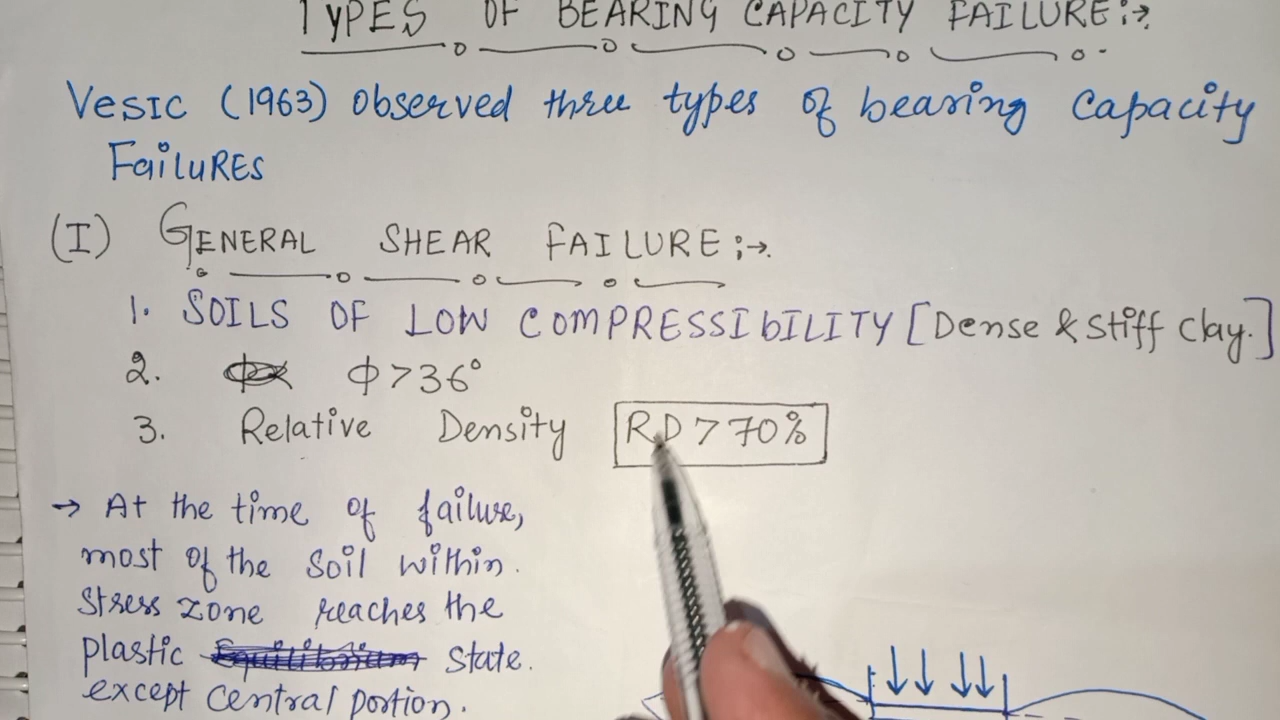 TYPES OF BEARING CAPACITY FAILURE:→
VESIC (1963) Observed three types of bearing Capacity
FAILURES
(I) GENERAL SHEAR FAILURE;→
1. SOILS OF LOW COMPRESSIBILITY [Dense & Stiff Clay.]
2. ϕ > 36°
3. Relative Density RD > 70%
→ At the time of failure,
most of the soil within.
Stress zone reaches the
plastic Equilibrium State.
except central portion.